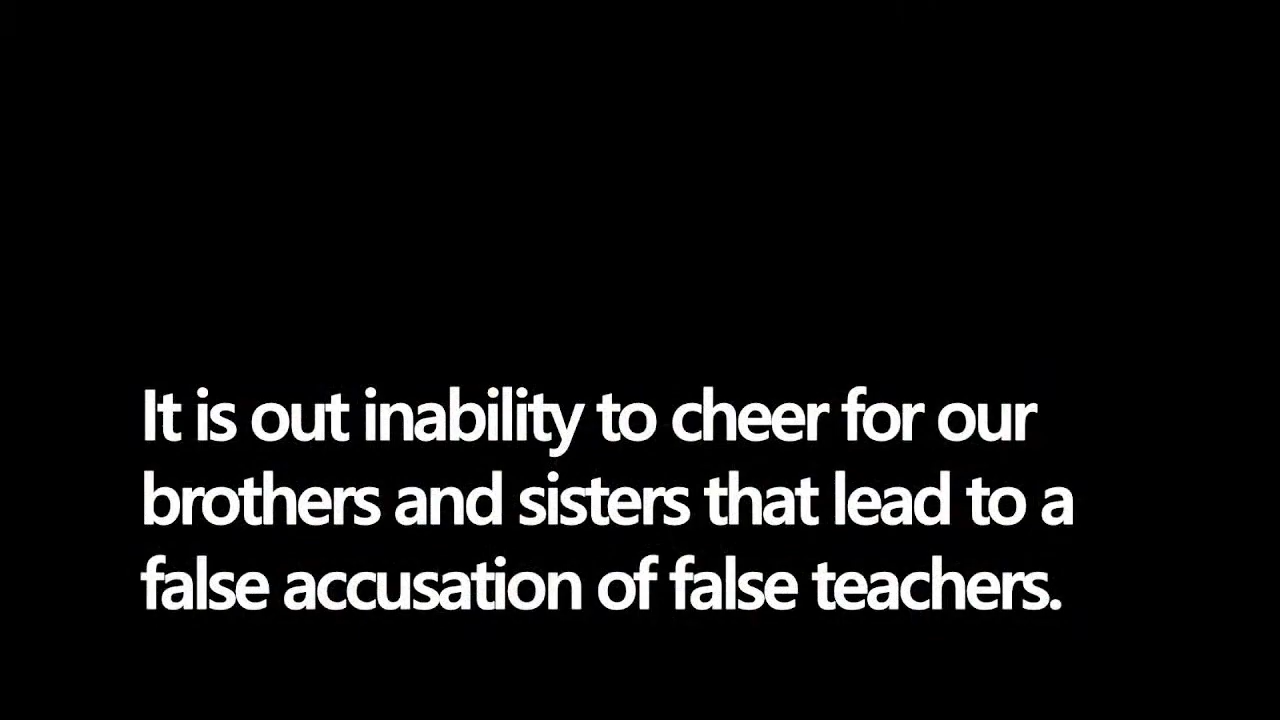 It is out inability to cheer for our
brothers and sisters that lead to a
false accusation of false teachers.